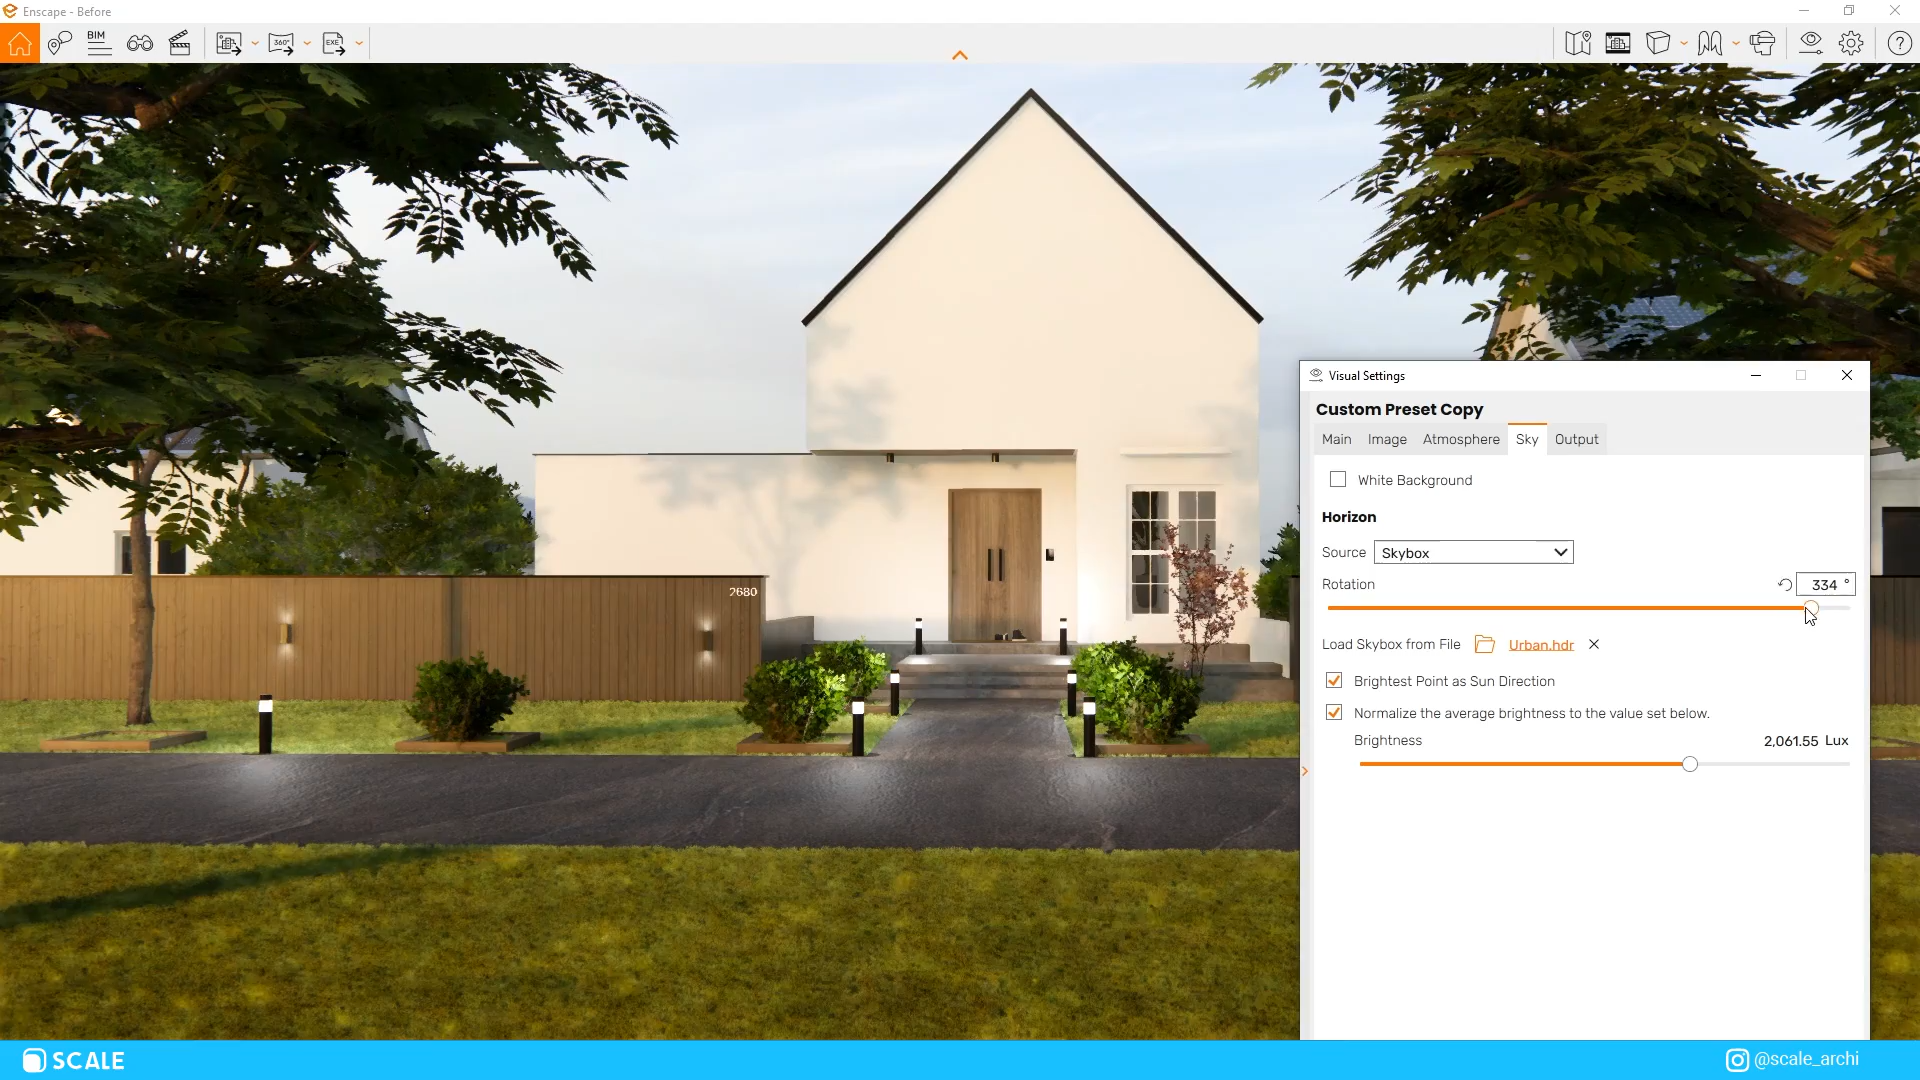 Enscape - Before
BIM
360°
EXE
?
Visual Settings
Custom Preset Copy
Main Image Atmosphere Sky Output
White Background
Horizon
Source Skybox
Rotation 334 °
Load Skybox from File Urban.hdr
Brightest Point as Sun Direction
Normalize the average brightness to the value set below.
Brightness 2,061.55 Lux
2680
SCALE
@scale_archi